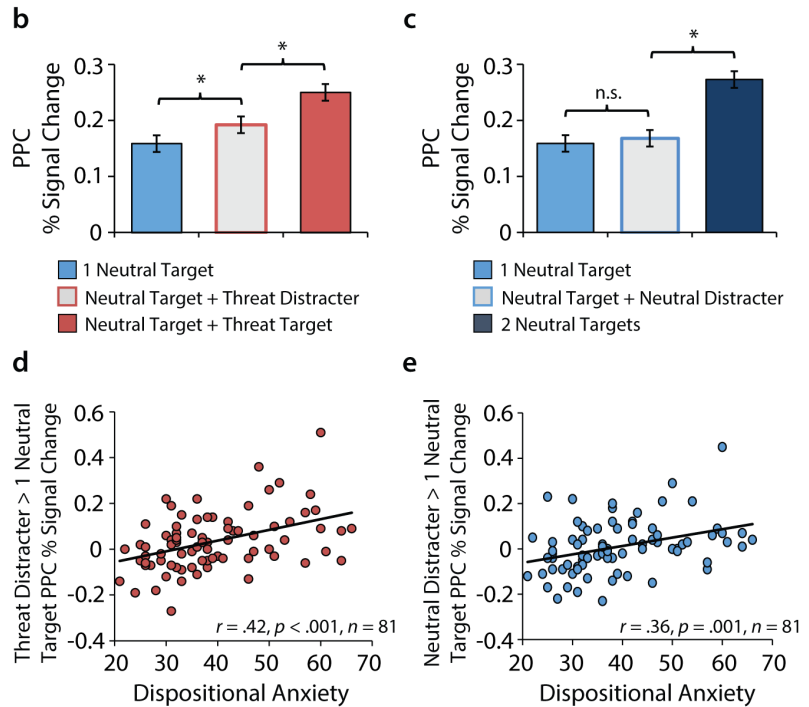 b
PPC
% Signal Change
0.3
0.2
0.1
0
*
*
1 Neutral Target
Neutral Target + Threat Distracter
Neutral Target + Threat Target
c
PPC
% Signal Change
0.3
0.2
0.1
0
n.s.
*
1 Neutral Target
Neutral Target + Neutral Distracter
2 Neutral Targets
d
Threat Distracter > 1 Neutral
Target PPC % Signal Change
0.6
0.4
0.2
0
-0.2
-0.4
r = .42, p < .001, n = 81
20 30 40 50 60 70
Dispositional Anxiety
e
Neutral Distracter > 1 Neutral
Target PPC % Signal Change
0.6
0.4
0.2
0
-0.2
-0.4
r = .36, p = .001, n = 81
20 30 40 50 60 70
Dispositional Anxiety